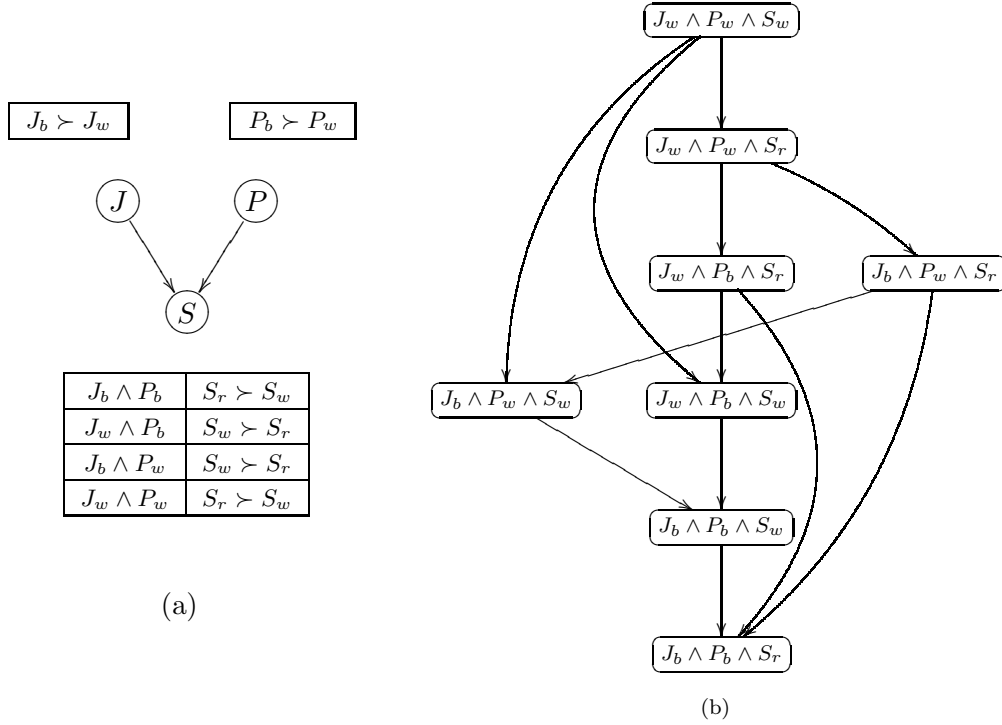 J_b ≻ J_w
P_b ≻ P_w
J
P
S
J_b ∧ P_b S_r ≻ S_w
J_w ∧ P_b S_w ≻ S_r
J_b ∧ P_w S_w ≻ S_r
J_w ∧ P_w S_r ≻ S_w
(a)
J_w ∧ P_w ∧ S_w
J_w ∧ P_w ∧ S_r
J_w ∧ P_b ∧ S_r
J_b ∧ P_w ∧ S_r
J_b ∧ P_w ∧ S_w
J_w ∧ P_b ∧ S_w
J_b ∧ P_b ∧ S_w
J_b ∧ P_b ∧ S_r
(b)